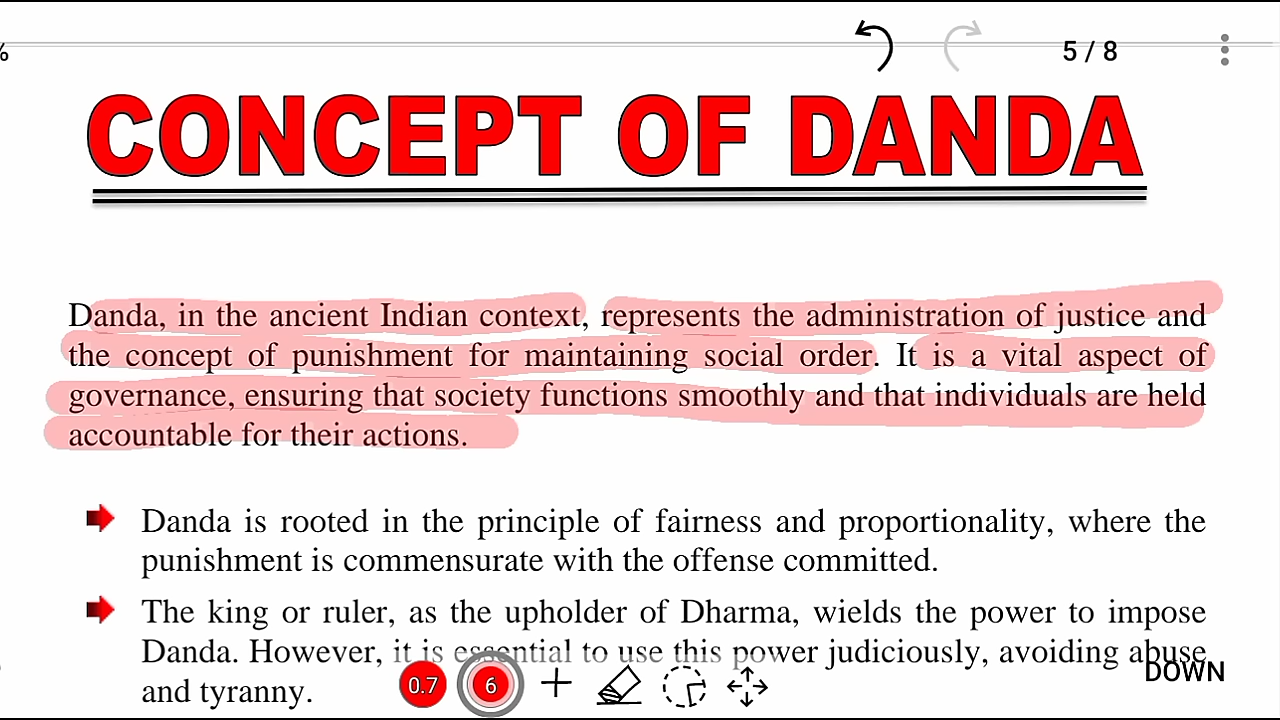 %
5 / 8
CONCEPT OF DANDA
Danda, in the ancient Indian context, represents the administration of justice and
the concept of punishment for maintaining social order. It is a vital aspect of
governance, ensuring that society functions smoothly and that individuals are held
accountable for their actions.
Danda is rooted in the principle of fairness and proportionality, where the
punishment is commensurate with the offense committed.
The king or ruler, as the upholder of Dharma, wields the power to impose
Danda. However, it is essential to use this power judiciously, avoiding abuse
DOWN
and tyranny.
0.7
6